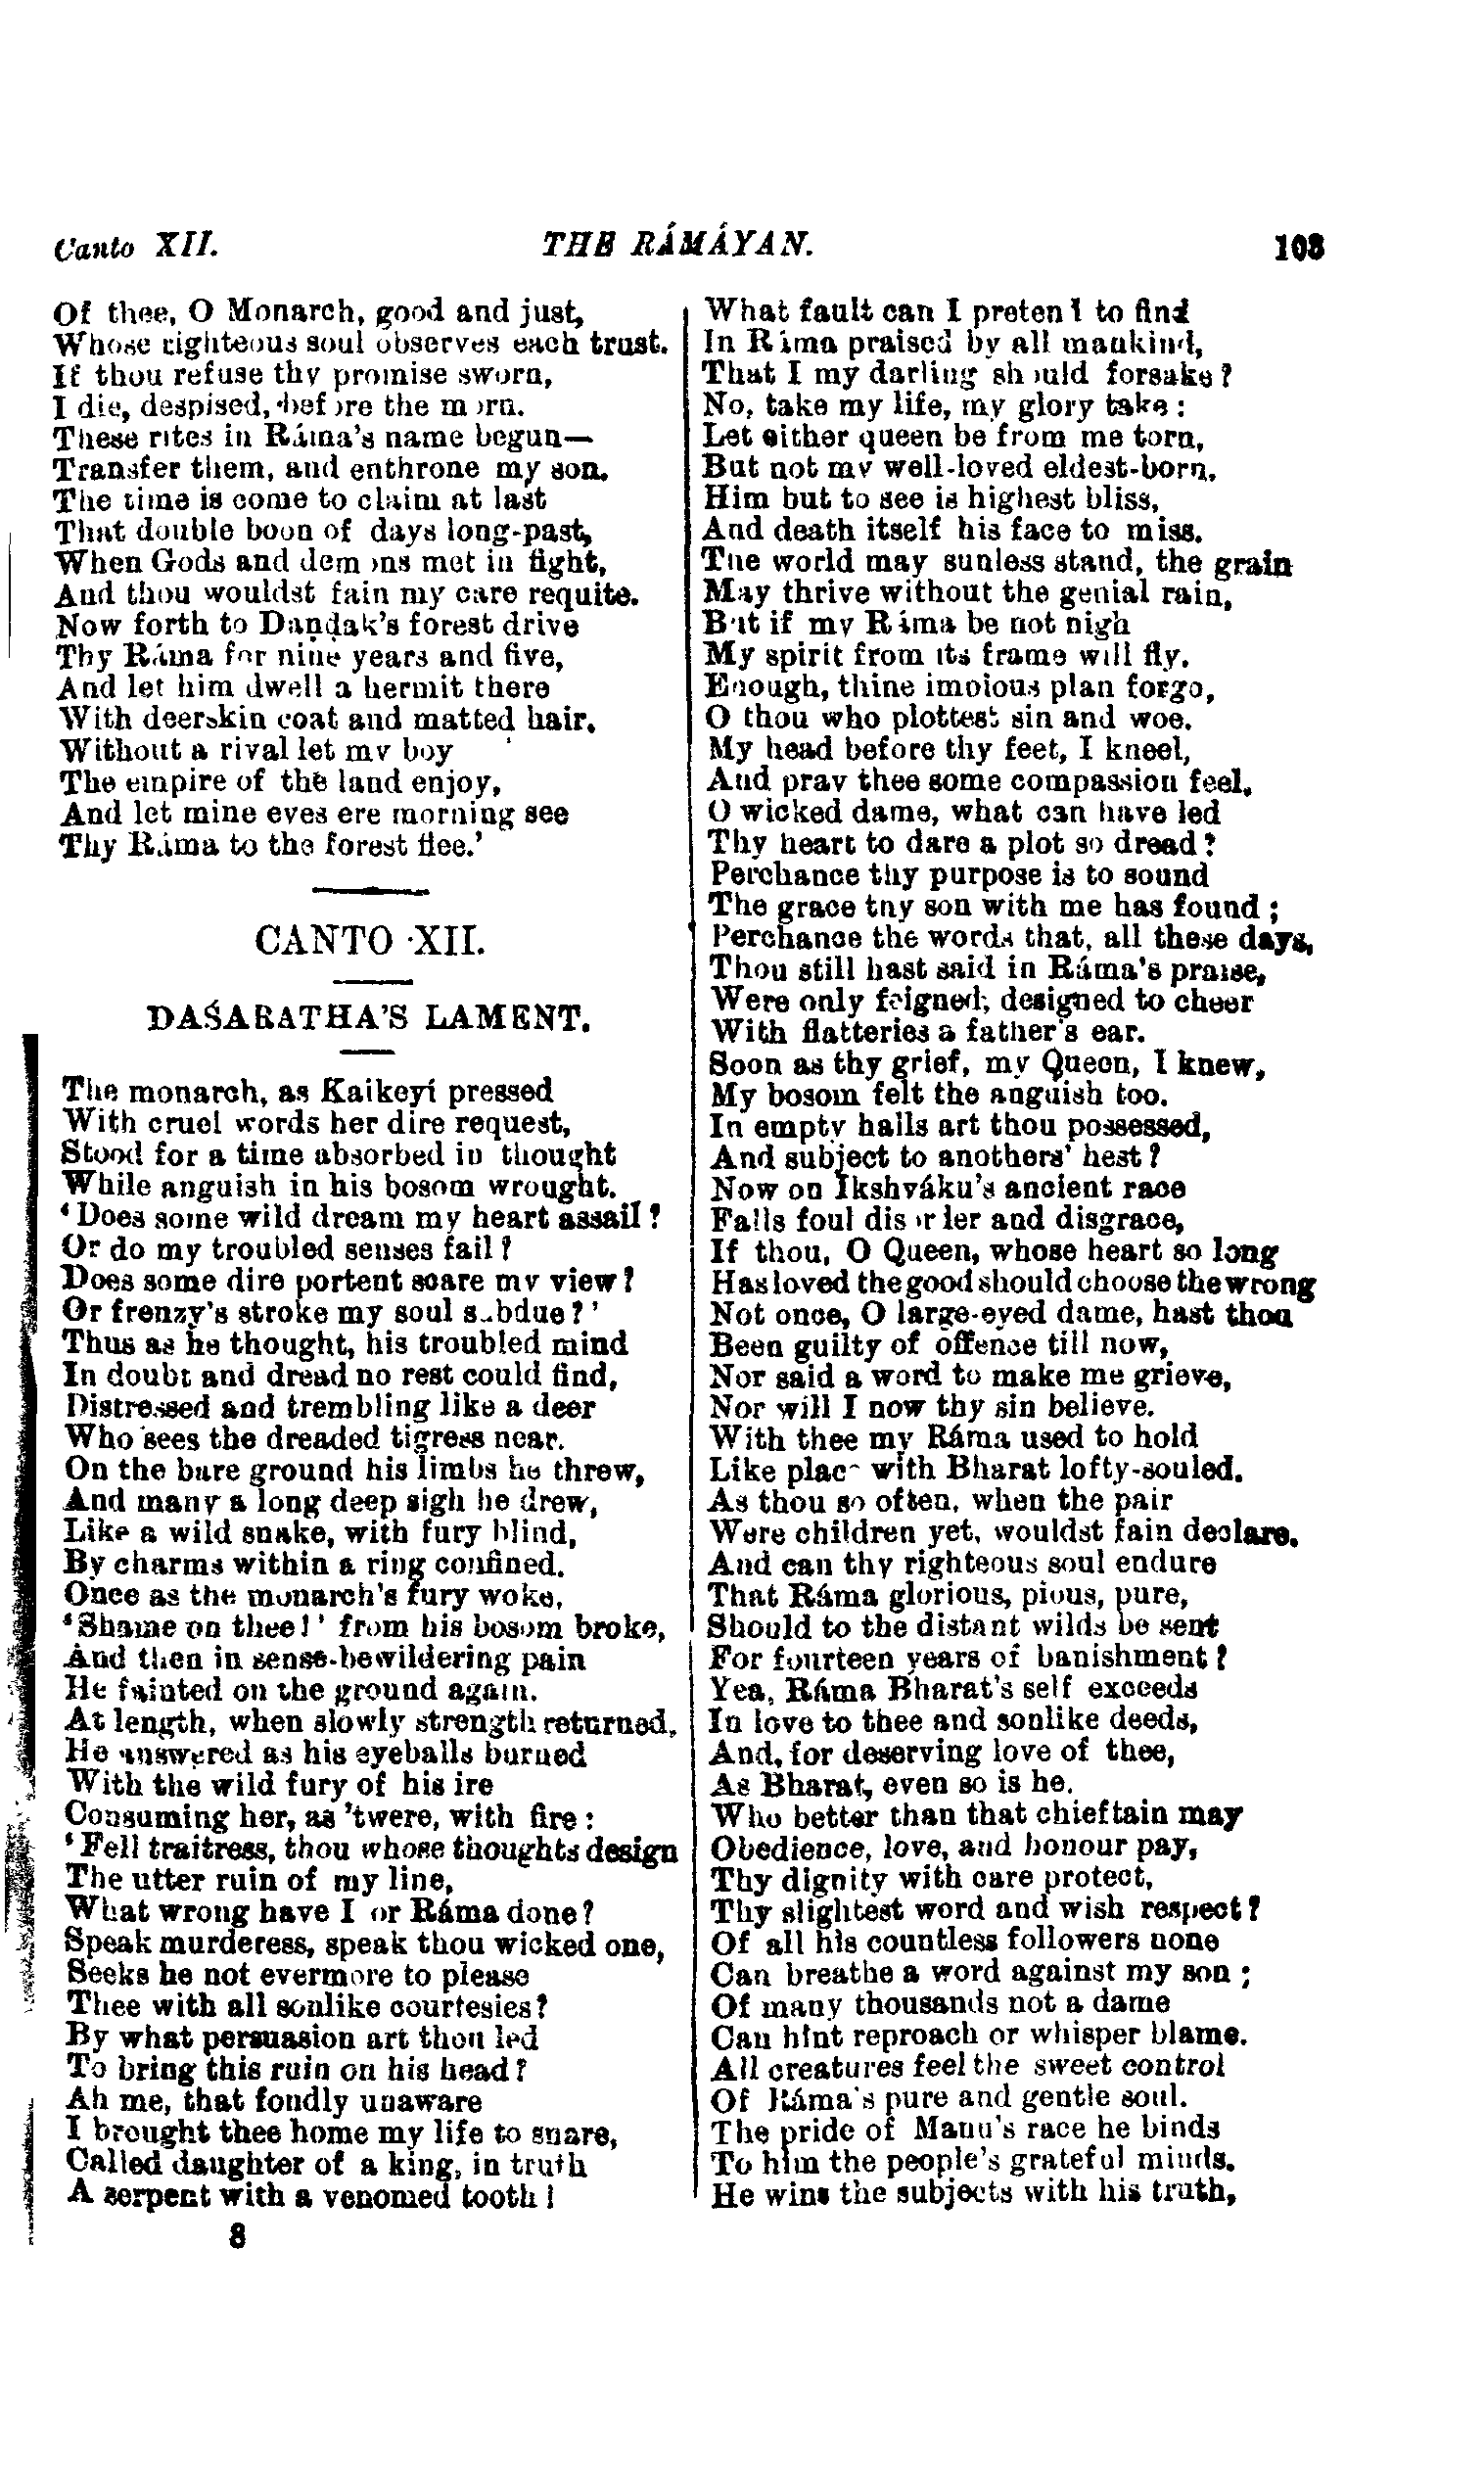 Canto XII.
THE RÁMÁYAN.
103
Of thee, O Monarch, good and just,
Whose righteous soul observes each trust.
If thou refuse thy promise sworn,
I die, despised, before the morn.
These rites in Ráma's name begun—
Transfer them, and enthrone my son.
The time is come to claim at last
That double boon of days long-past,
When Gods and demons met in fight,
And thou wouldst fain my care requite.
Now forth to Daṇḍak's forest drive
Thy Ráma for nine years and five,
And let him dwell a hermit there
With deerskin coat and matted hair.
Without a rival let my boy
The empire of the land enjoy,
And let mine eyes ere morning see
Thy Ráma to the forest flee.'
CANTO XII.
DAŚARATHA'S LAMENT.
The monarch, as Kaikeyí pressed
With cruel words her dire request,
Stood for a time absorbed in thought
While anguish in his bosom wrought.
'Does some wild dream my heart assail?
Or do my troubled senses fail?
Does some dire portent scare my view?
Or frenzy's stroke my soul subdue?'
Thus as he thought, his troubled mind
In doubt and dread no rest could find,
Distressed and trembling like a deer
Who sees the dreaded tigress near.
On the bare ground his limbs he threw,
And many a long deep sigh he drew,
Like a wild snake, with fury blind,
By charms within a ring confined.
Once as the monarch's fury woke,
'Shame on thee!' from his bosom broke,
And then in sense-bewildering pain
He fainted on the ground again.
At length, when slowly strength returned,
He answered as his eyeballs burned
With the wild fury of his ire
Consuming her, as 'twere, with fire:
'Fell traitress, thou whose thoughts design
The utter ruin of my line,
What wrong have I or Ráma done?
Speak murderess, speak thou wicked one,
Seeks he not evermore to please
Thee with all sonlike courtesies?
By what persuasion art thou led
To bring this ruin on his head?
Ah me, that fondly unaware
I brought thee home my life to snare,
Called daughter of a king, in truth
A serpent with a venomed tooth!
8
What fault can I pretend to find
In Ráma praised by all mankind,
That I my darling should forsake?
No, take my life, my glory take:
Let either queen be from me torn,
But not my well-loved eldest-born.
Him but to see is highest bliss,
And death itself his face to miss.
The world may sunless stand, the grain
May thrive without the genial rain,
But if my Ráma be not nigh
My spirit from its frame will fly.
Enough, thine impious plan forgo,
O thou who plottest sin and woe.
My head before thy feet, I kneel,
And pray thee some compassion feel.
O wicked dame, what can have led
Thy heart to dare a plot so dread?
Perchance thy purpose is to sound
The grace thy son with me has found;
Perchance the words that, all these days,
Thou still hast said in Ráma's praise,
Were only feigned, designed to cheer
With flatteries a father's ear.
Soon as thy grief, my Queen, I knew,
My bosom felt the anguish too.
In empty halls art thou possessed,
And subject to anothers' hest?
Now on Ikshváku's ancient race
Falls foul disorder and disgrace,
If thou, O Queen, whose heart so long
Has loved the good should choose the wrong
Not once, O large-eyed dame, hast thou
Been guilty of offence till now,
Nor said a word to make me grieve,
Nor will I now thy sin believe.
With thee my Ráma used to hold
Like place with Bharat lofty-souled.
As thou so often, when the pair
Were children yet, wouldst fain declare.
And can thy righteous soul endure
That Ráma glorious, pious, pure,
Should to the distant wilds be sent
For fourteen years of banishment?
Yea, Ráma Bharat's self exceeds
In love to thee and sonlike deeds,
And, for deserving love of thee,
As Bharat, even so is he.
Who better than that chieftain may
Obedience, love, and honour pay,
Thy dignity with care protect,
Thy slightest word and wish respect?
Of all his countless followers none
Can breathe a word against my son;
Of many thousands not a dame
Can hint reproach or whisper blame.
All creatures feel the sweet control
Of Ráma's pure and gentle soul.
The pride of Manu's race he binds
To him the people's grateful minds.
He wins the subjects with his truth,